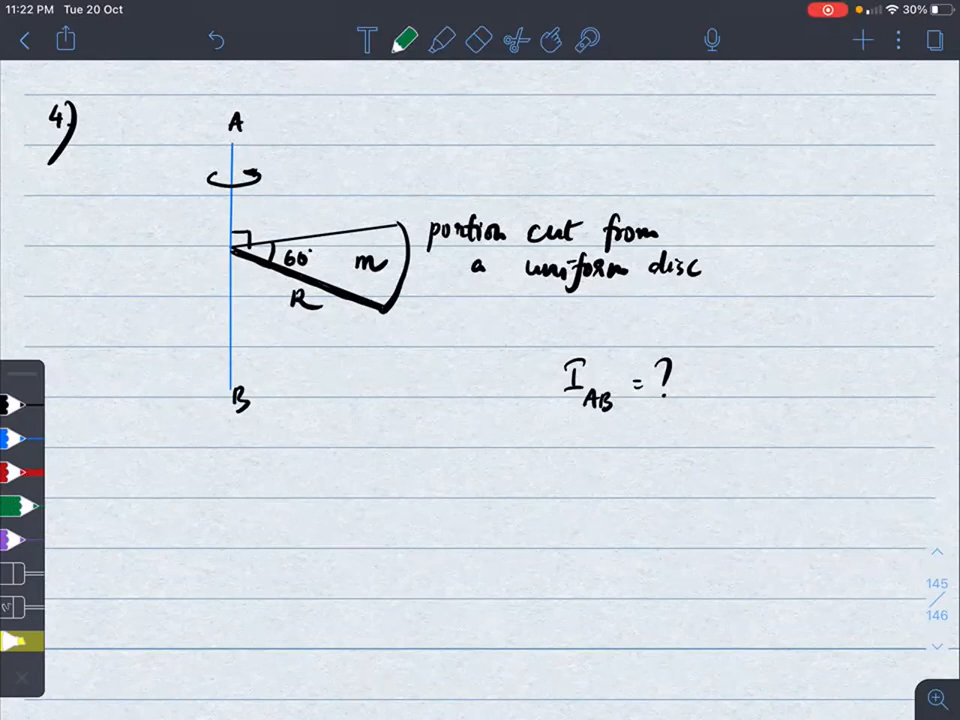 11:22 PM Tue 20 Oct
30%
T
4)
A
60°
m
R
portion cut from
a uniform disc
B
I_AB = ?
145
146